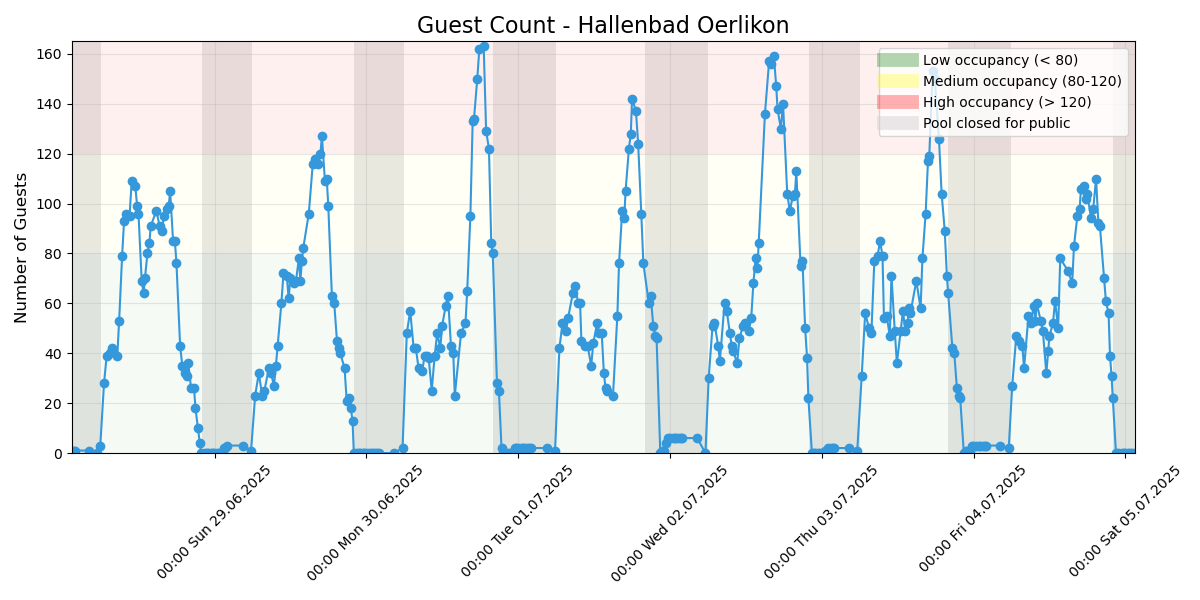 Guest Count - Hallenbad Oerlikon
Number of Guests
160
140
120
100
80
60
40
20
0
Low occupancy (< 80)
Medium occupancy (80-120)
High occupancy (> 120)
Pool closed for public
00:00 Sun 29.06.2025
00:00 Mon 30.06.2025
00:00 Tue 01.07.2025
00:00 Wed 02.07.2025
00:00 Thu 03.07.2025
00:00 Fri 04.07.2025
00:00 Sat 05.07.2025